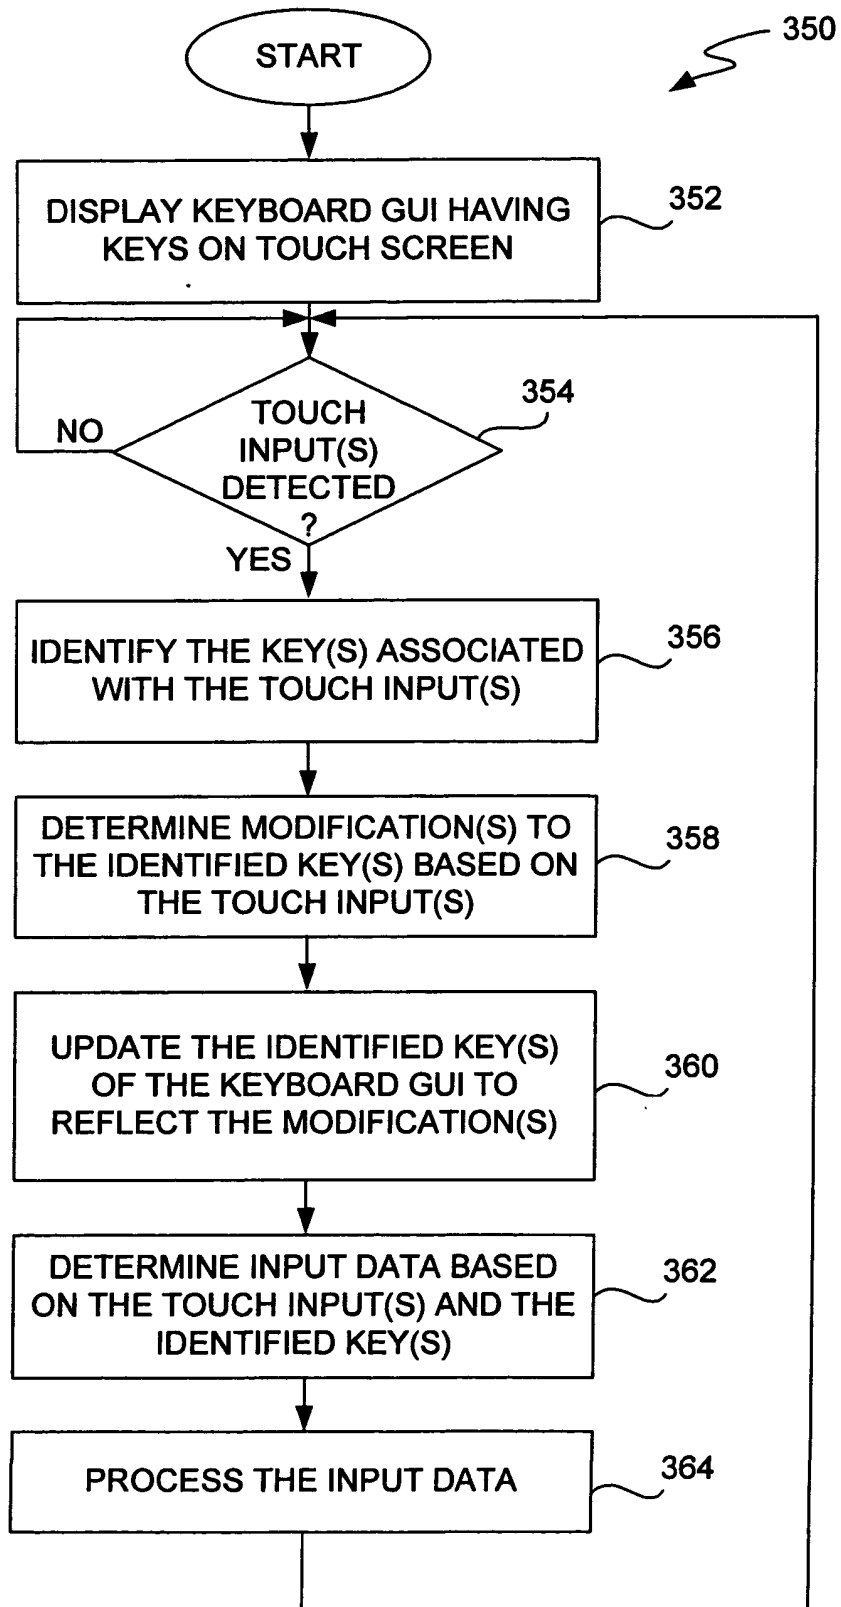 START
350
DISPLAY KEYBOARD GUI HAVING
KEYS ON TOUCH SCREEN
352
TOUCH
INPUT(S)
DETECTED
?
354
NO
YES
IDENTIFY THE KEY(S) ASSOCIATED
WITH THE TOUCH INPUT(S)
356
DETERMINE MODIFICATION(S) TO
THE IDENTIFIED KEY(S) BASED ON
THE TOUCH INPUT(S)
358
UPDATE THE IDENTIFIED KEY(S)
OF THE KEYBOARD GUI TO
REFLECT THE MODIFICATION(S)
360
DETERMINE INPUT DATA BASED
ON THE TOUCH INPUT(S) AND THE
IDENTIFIED KEY(S)
362
PROCESS THE INPUT DATA
364